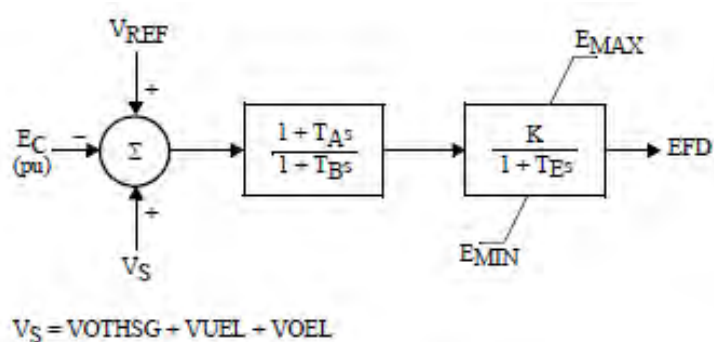 VREF
EMAX
+
EC
(pu)
−
Σ
1 + TAs
1 + TBs
K
1 + TEs
EFD
+
EMIN
VS
VS = VOTHSG + VUEL + VOEL